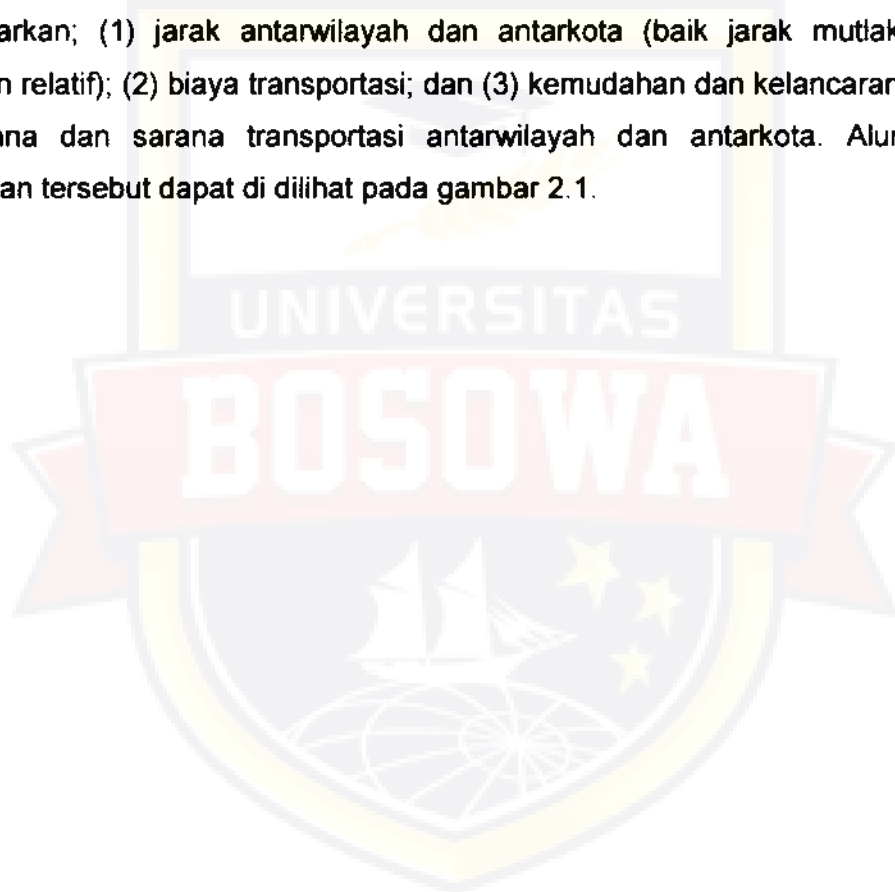 arkan; (1) jarak antarwilayah dan antarkota (baik jarak mutlak
n relatif); (2) biaya transportasi; dan (3) kemudahan dan kelancaran
na dan sarana transportasi antarwilayah dan antarkota. Alur
an tersebut dapat di dilihat pada gambar 2.1.
UNIVERSITAS
BOSOWA